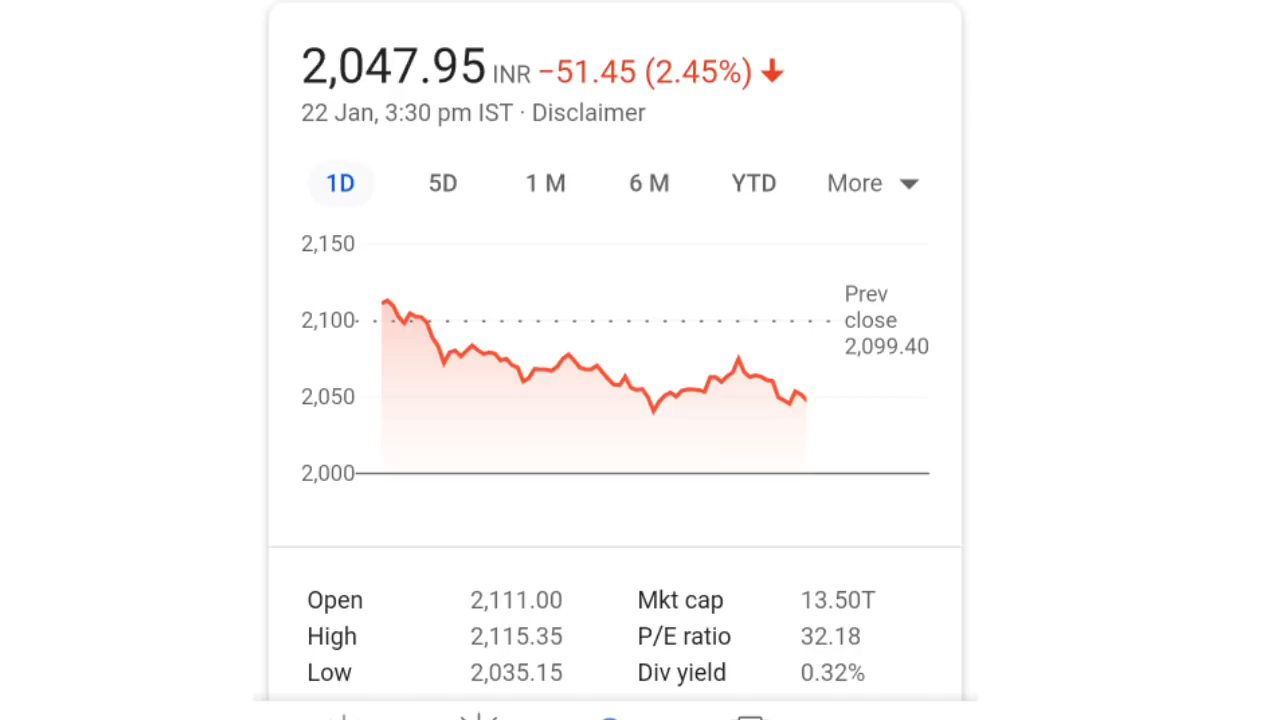 2,047.95 INR −51.45 (2.45%)
22 Jan, 3:30 pm IST · Disclaimer
1D 5D 1 M 6 M YTD More
2,150
2,100
2,050
2,000
Prev
close
2,099.40
Open 2,111.00 Mkt cap 13.50T
High 2,115.35 P/E ratio 32.18
Low 2,035.15 Div yield 0.32%